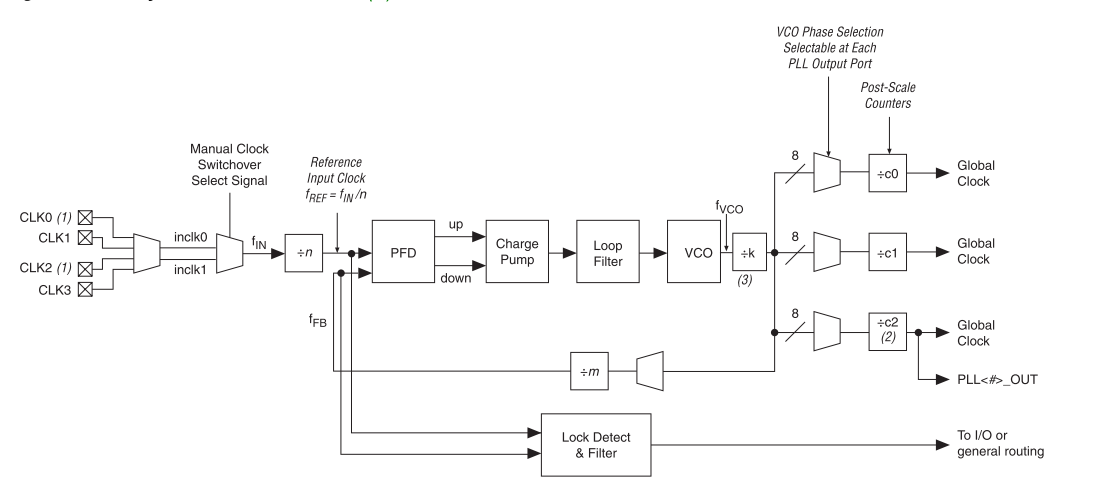 VCO Phase Selection
Selectable at Each
PLL Output Port
Post-Scale
Counters
Manual Clock
Switchover
Select Signal
Reference
Input Clock
fREF = fIN/n
8
÷c0
Global
Clock
CLK0 (1)
CLK1
CLK2 (1)
CLK3
inclk0
inclk1
fIN
÷n
PFD
up
down
Charge
Pump
Loop
Filter
VCO
fVCO
÷k
(3)
8
÷c1
Global
Clock
fFB
8
÷c2
(2)
Global
Clock
PLL<#>_OUT
÷m
Lock Detect
& Filter
To I/O or
general routing